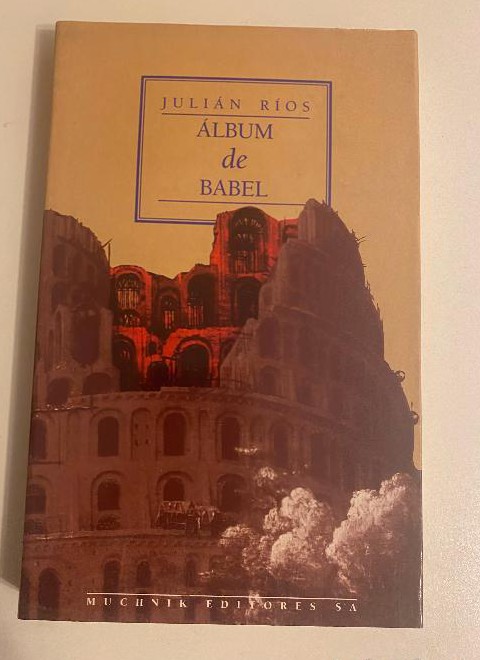 JULIÁN RÍOS
ÁLBUM
de
BABEL
MUCHNIK EDITORES SA